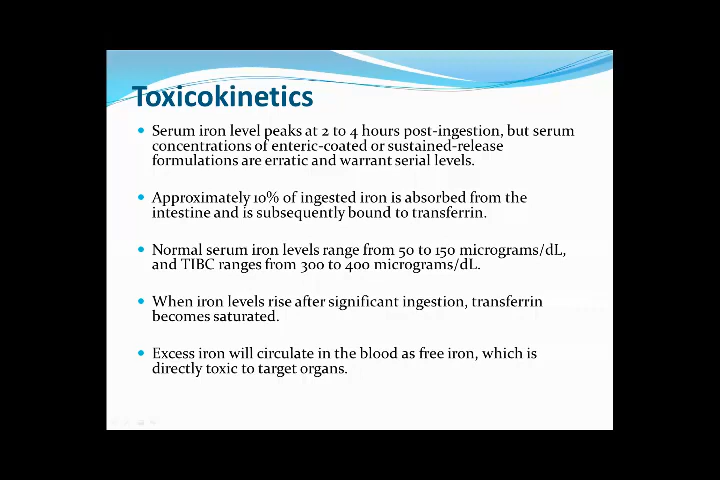 Toxicokinetics
• Serum iron level peaks at 2 to 4 hours post-ingestion, but serum
concentrations of enteric-coated or sustained-release
formulations are erratic and warrant serial levels.
• Approximately 10% of ingested iron is absorbed from the
intestine and is subsequently bound to transferrin.
• Normal serum iron levels range from 50 to 150 micrograms/dL,
and TIBC ranges from 300 to 400 micrograms/dL.
• When iron levels rise after significant ingestion, transferrin
becomes saturated.
• Excess iron will circulate in the blood as free iron, which is
directly toxic to target organs.